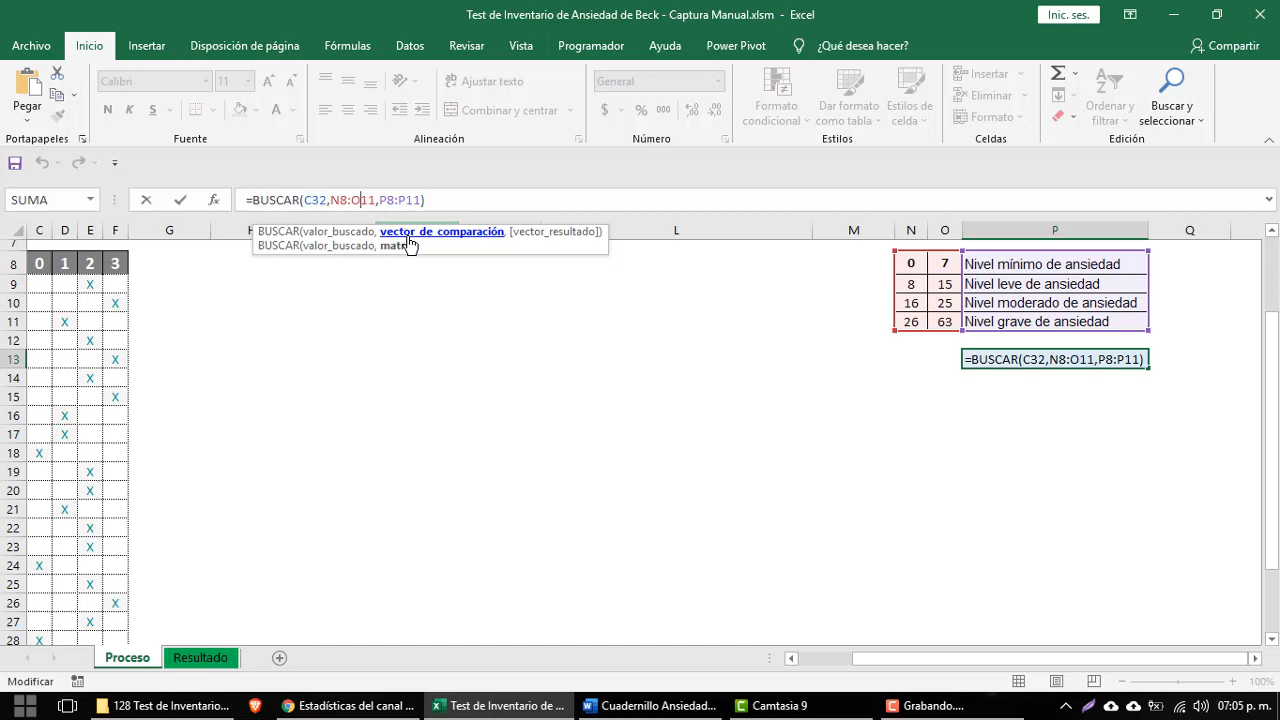 Test de Inventario de Ansiedad de Beck - Captura Manual.xlsm - Excel
Inic. ses.
Archivo Inicio Insertar Disposición de página Fórmulas Datos Revisar Vista Programador Ayuda Power Pivot ¿Qué desea hacer? Compartir
Pegar
Calibri 11
N K S
Ajustar texto
Combinar y centrar
General
$ % 000
Formato condicional
Dar formato como tabla
Estilos de celda
Insertar
Eliminar
Formato
Ordenar y filtrar
Buscar y seleccionar
Portapapeles Fuente Alineación Número Estilos Celdas Edición
SUMA =BUSCAR(C32,N8:O11,P8:P11)
BUSCAR(valor_buscado, vector_de_comparación, [vector_resultado])
BUSCAR(valor_buscado, matr
C D E F G H L M N O P Q
7
8 0 1 2 3 0 7 Nivel mínimo de ansiedad
9 X 8 15 Nivel leve de ansiedad
10 X 16 25 Nivel moderado de ansiedad
11 X 26 63 Nivel grave de ansiedad
12 X
13 X =BUSCAR(C32,N8:O11,P8:P11)
14 X
15 X
16 X
17 X
18 X
19 X
20 X
21 X
22 X
23 X
24 X
25 X
26 X
27 X
28 X
Proceso Resultado
Modificar 100%
128 Test de Inventario... Estadísticas del canal ... Test de Inventario de ... Cuadernillo Ansiedad... Camtasia 9 Grabando.... 07:05 p. m.